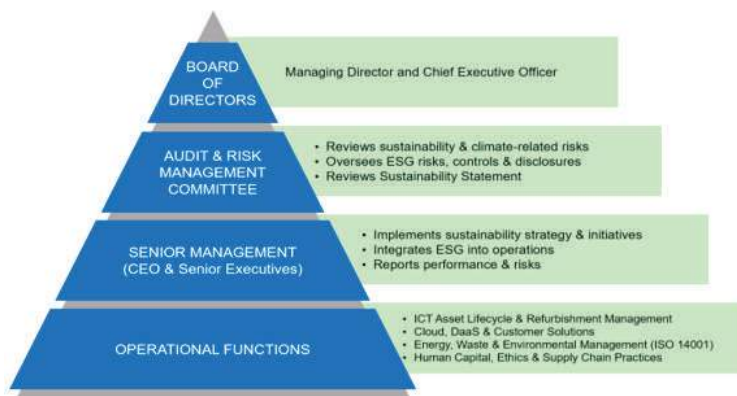 BOARD
OF
DIRECTORS
Managing Director and Chief Executive Officer
AUDIT & RISK
MANAGEMENT
COMMITTEE
• Reviews sustainability & climate-related risks
• Oversees ESG risks, controls & disclosures
• Reviews Sustainability Statement
SENIOR MANAGEMENT
(CEO & Senior Executives)
• Implements sustainability strategy & initiatives
• Integrates ESG into operations
• Reports performance & risks
OPERATIONAL FUNCTIONS
• ICT Asset Lifecycle & Refurbishment Management
• Cloud, DaaS & Customer Solutions
• Energy, Waste & Environmental Management (ISO 14001)
• Human Capital, Ethics & Supply Chain Practices